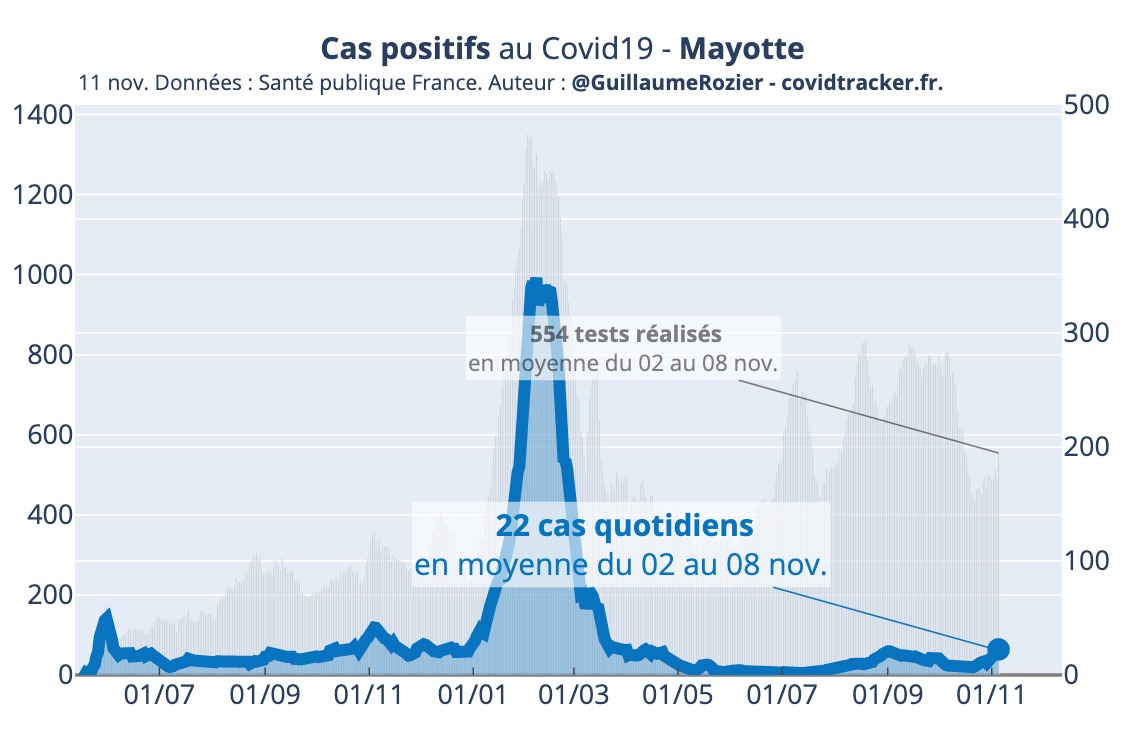 Cas positifs au Covid19 - Mayotte
11 nov. Données : Santé publique France. Auteur : @GuillaumeRozier - covidtracker.fr.
1400
1200
1000
800
600
400
200
0
500
400
300
200
100
0
554 tests réalisés
en moyenne du 02 au 08 nov.
22 cas quotidiens
en moyenne du 02 au 08 nov.
01/07 01/09 01/11 01/01 01/03 01/05 01/07 01/09 01/11